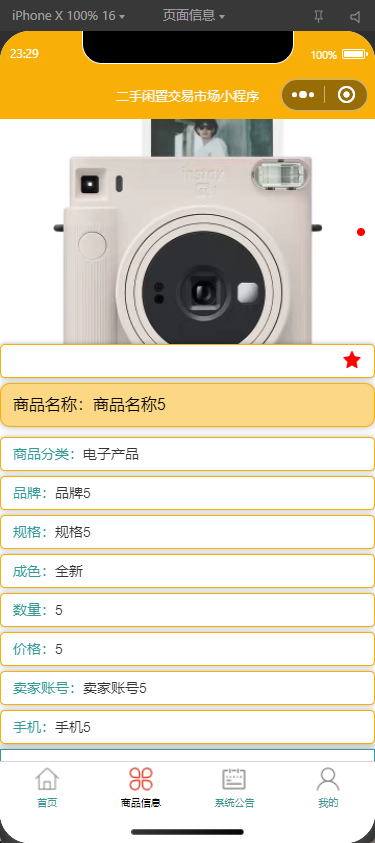 iPhone X 100% 16 页面信息
23:29 100%
二手闲置交易市场小程序
instax
商品名称：商品名称5
商品分类：电子产品
品牌：品牌5
规格：规格5
成色：全新
数量：5
价格：5
卖家账号：卖家账号5
手机：手机5
首页 商品信息 系统公告 我的